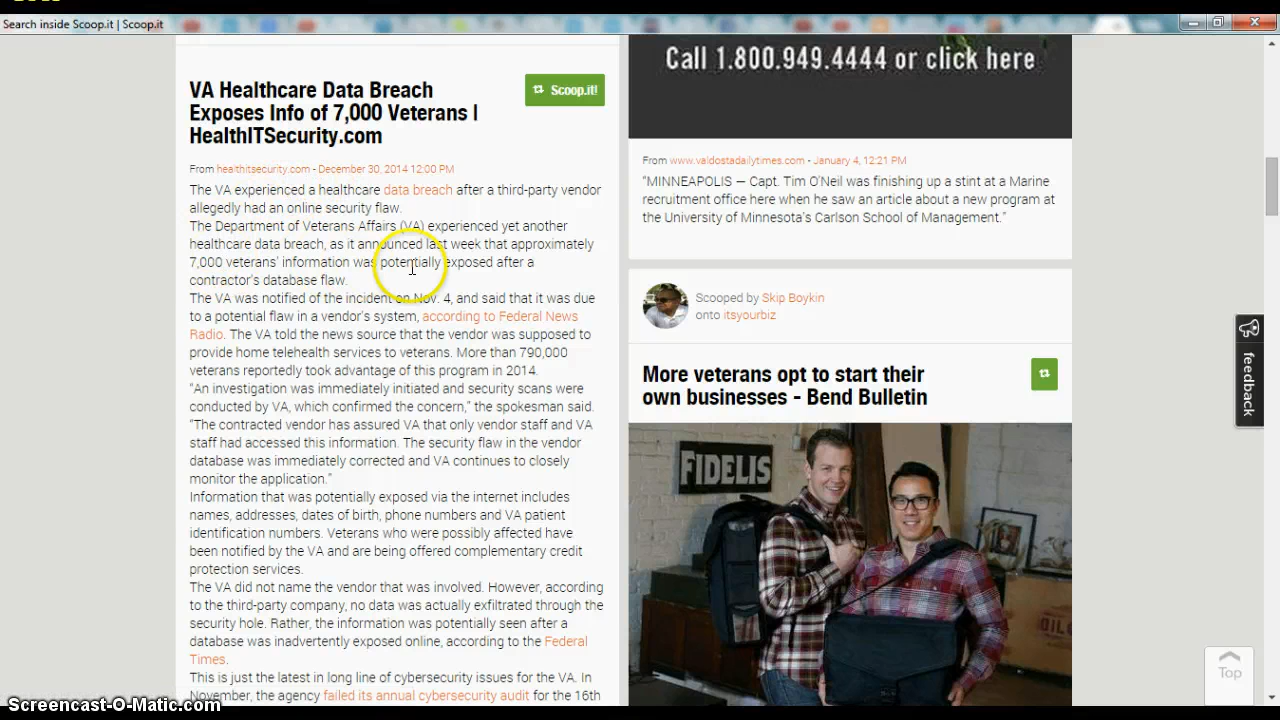 Search inside Scoop.it | Scoop.it
VA Healthcare Data Breach
Exposes Info of 7,000 Veterans |
HealthITSecurity.com
Scoop.it!
From healthitsecurity.com - December 30, 2014 12:00 PM
The VA experienced a healthcare data breach after a third-party vendor
allegedly had an online security flaw.
The Department of Veterans Affairs (VA) experienced yet another
healthcare data breach, as it announced last week that approximately
7,000 veterans' information was potentially exposed after a
contractor's database flaw.
The VA was notified of the incident on Nov. 4, and said that it was due
to a potential flaw in a vendor's system, according to Federal News
Radio. The VA told the news source that the vendor was supposed to
provide home telehealth services to veterans. More than 790,000
veterans reportedly took advantage of this program in 2014.
“An investigation was immediately initiated and security scans were
conducted by VA, which confirmed the concern,” the spokesman said.
“The contracted vendor has assured VA that only vendor staff and VA
staff had accessed this information. The security flaw in the vendor
database was immediately corrected and VA continues to closely
monitor the application.”
Information that was potentially exposed via the internet includes
names, addresses, dates of birth, phone numbers and VA patient
identification numbers. Veterans who were possibly affected have
been notified by the VA and are being offered complementary credit
protection services.
The VA did not name the vendor that was involved. However, according
to the third-party company, no data was actually exfiltrated through the
security hole. Rather, the information was potentially seen after a
database was inadvertently exposed online, according to the Federal
Times.
This is just the latest in long line of cybersecurity issues for the VA. In
November, the agency failed its annual cybersecurity audit for the 16th
Call 1.800.949.4444 or click here
From www.valdostadailytimes.com - January 4, 12:21 PM
“MINNEAPOLIS — Capt. Tim O'Neil was finishing up a stint at a Marine
recruitment office here when he saw an article about a new program at
the University of Minnesota's Carlson School of Management.”
Scooped by Skip Boykin
onto itsyourbiz
More veterans opt to start their
own businesses - Bend Bulletin
FIDELIS
OIL
feedback
Top
Screencast-O-Matic.com